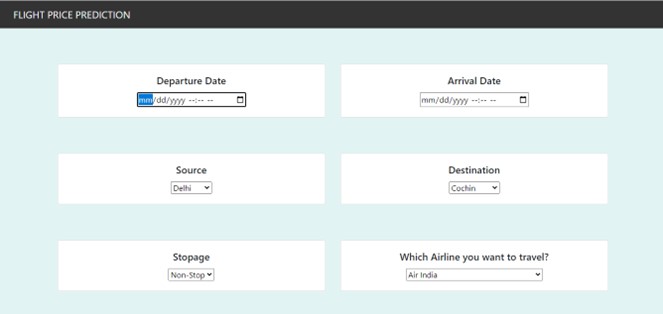 FLIGHT PRICE PREDICTION
Departure Date Arrival Date
mm/dd/yyyy --:-- -- mm/dd/yyyy --:-- --
Source Destination
Delhi Cochin
Stopage Which Airline you want to travel?
Non-Stop Air India